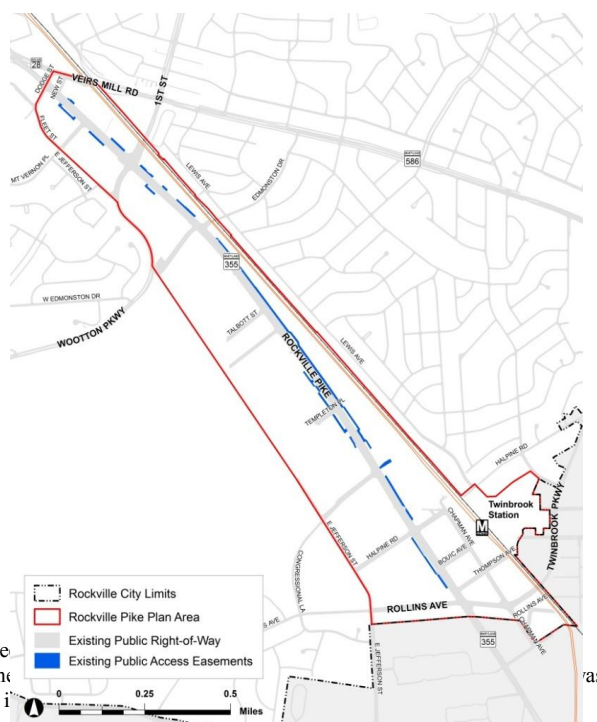 MARYLAND
28
DODGE ST
NEW ST
VEIRS MILL RD
1ST ST
FLEET ST
MT VERNON PL
E JEFFERSON ST
LEWIS AVE
EDMONSTON DR
MARYLAND
586
MARYLAND
355
W EDMONSTON DR
WOOTTON PKWY
TALBOTT ST
LEWIS AVE
ROCKVILLE PIKE
TEMPLETON PL
HALPINE RD
Twinbrook
Station
M
TWINBROOK PKWY
CHAPMAN AVE
E JEFFERSON ST
HALPINE RD
BOUIC AVE
THOMPSON AVE
CONGRESSIONAL LA
ROLLINS AVE
ROLLINS AVE
CHAPMAN AVE
MARYLAND
355
E JEFFERSON ST
Rockville City Limits
Rockville Pike Plan Area
Existing Public Right-of-Way
Existing Public Access Easements
0 0.25 0.5
Miles